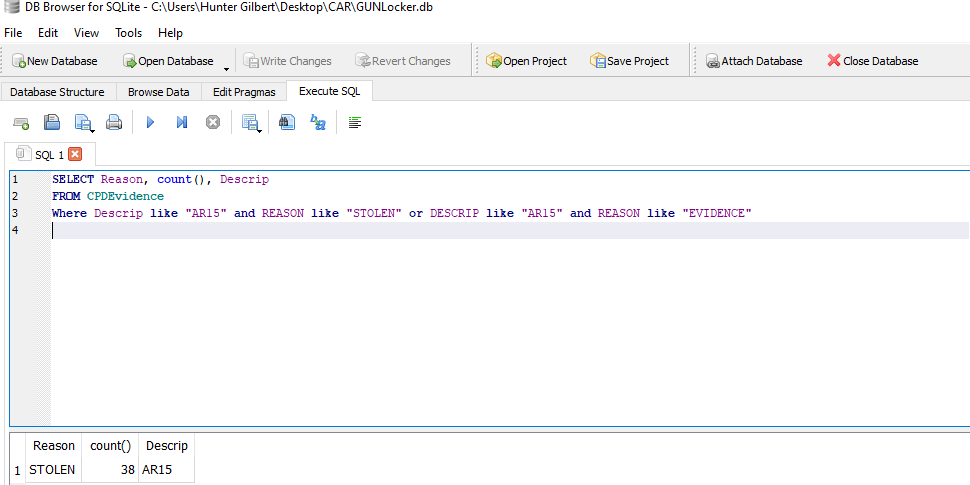 DB Browser for SQLite - C:\Users\Hunter Gilbert\Desktop\CAR\GUNLocker.db
File Edit View Tools Help
New Database Open Database Write Changes Revert Changes Open Project Save Project Attach Database Close Database
Database Structure Browse Data Edit Pragmas Execute SQL
SQL 1
1 SELECT Reason, count(), Descrip
2 FROM CPDEvidence
3 Where Descrip like "AR15" and REASON like "STOLEN" or DESCRIP like "AR15" and REASON like "EVIDENCE"
4
Reason count() Descrip
1 STOLEN 38 AR15